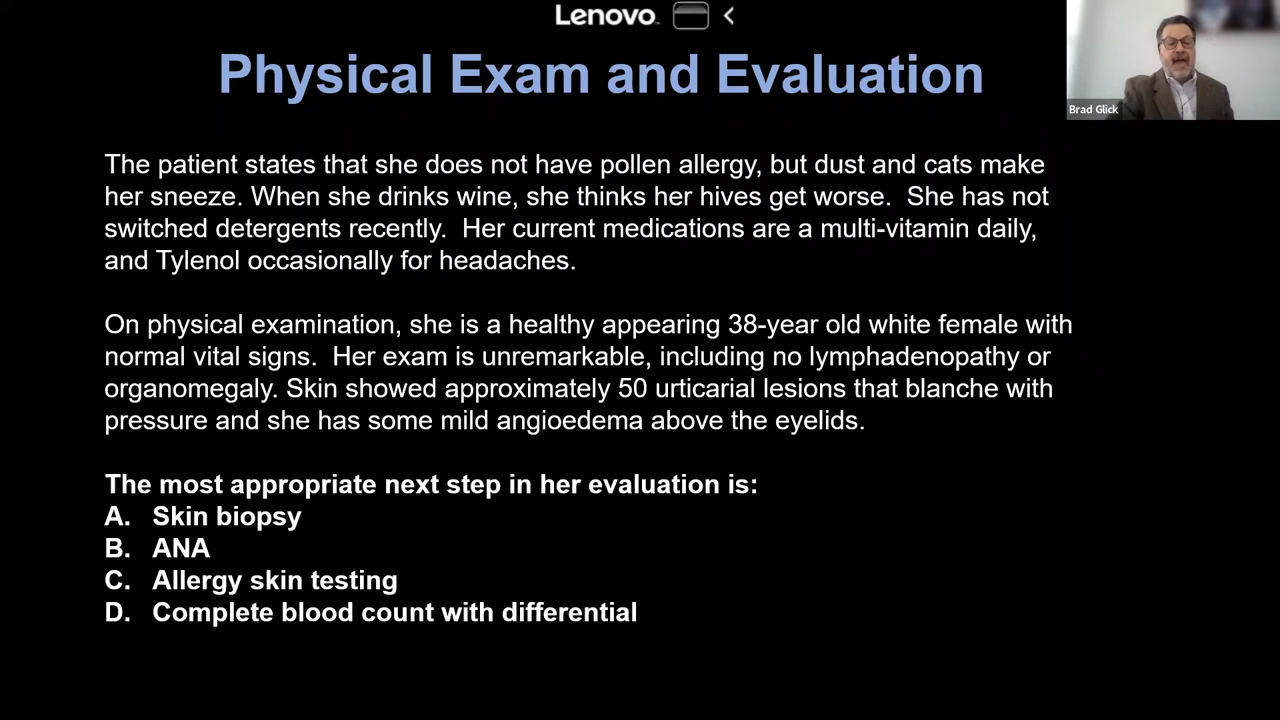 Lenovo
Physical Exam and Evaluation
Brad Glick
The patient states that she does not have pollen allergy, but dust and cats make
her sneeze. When she drinks wine, she thinks her hives get worse.  She has not
switched detergents recently.  Her current medications are a multi-vitamin daily,
and Tylenol occasionally for headaches.
On physical examination, she is a healthy appearing 38-year old white female with
normal vital signs.  Her exam is unremarkable, including no lymphadenopathy or
organomegaly. Skin showed approximately 50 urticarial lesions that blanche with
pressure and she has some mild angioedema above the eyelids.
The most appropriate next step in her evaluation is:
A. Skin biopsy
B. ANA
C. Allergy skin testing
D. Complete blood count with differential